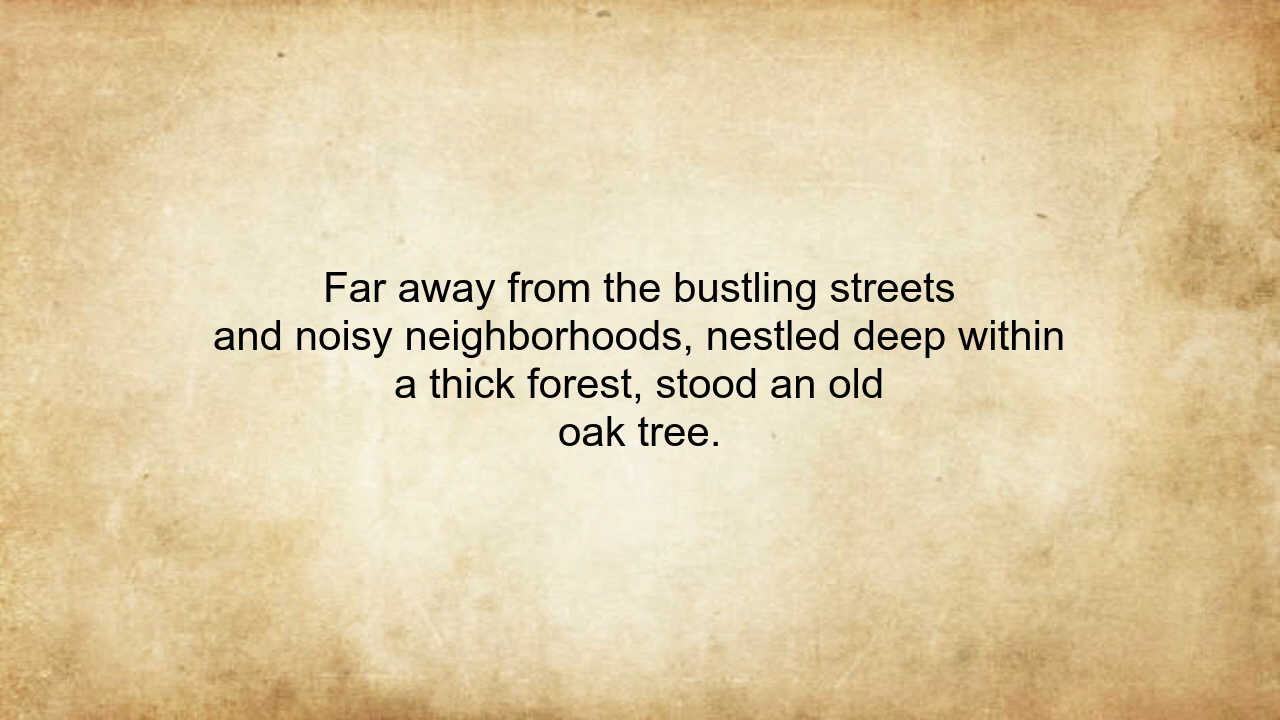 Far away from the bustling streets
and noisy neighborhoods, nestled deep within
a thick forest, stood an old
oak tree.